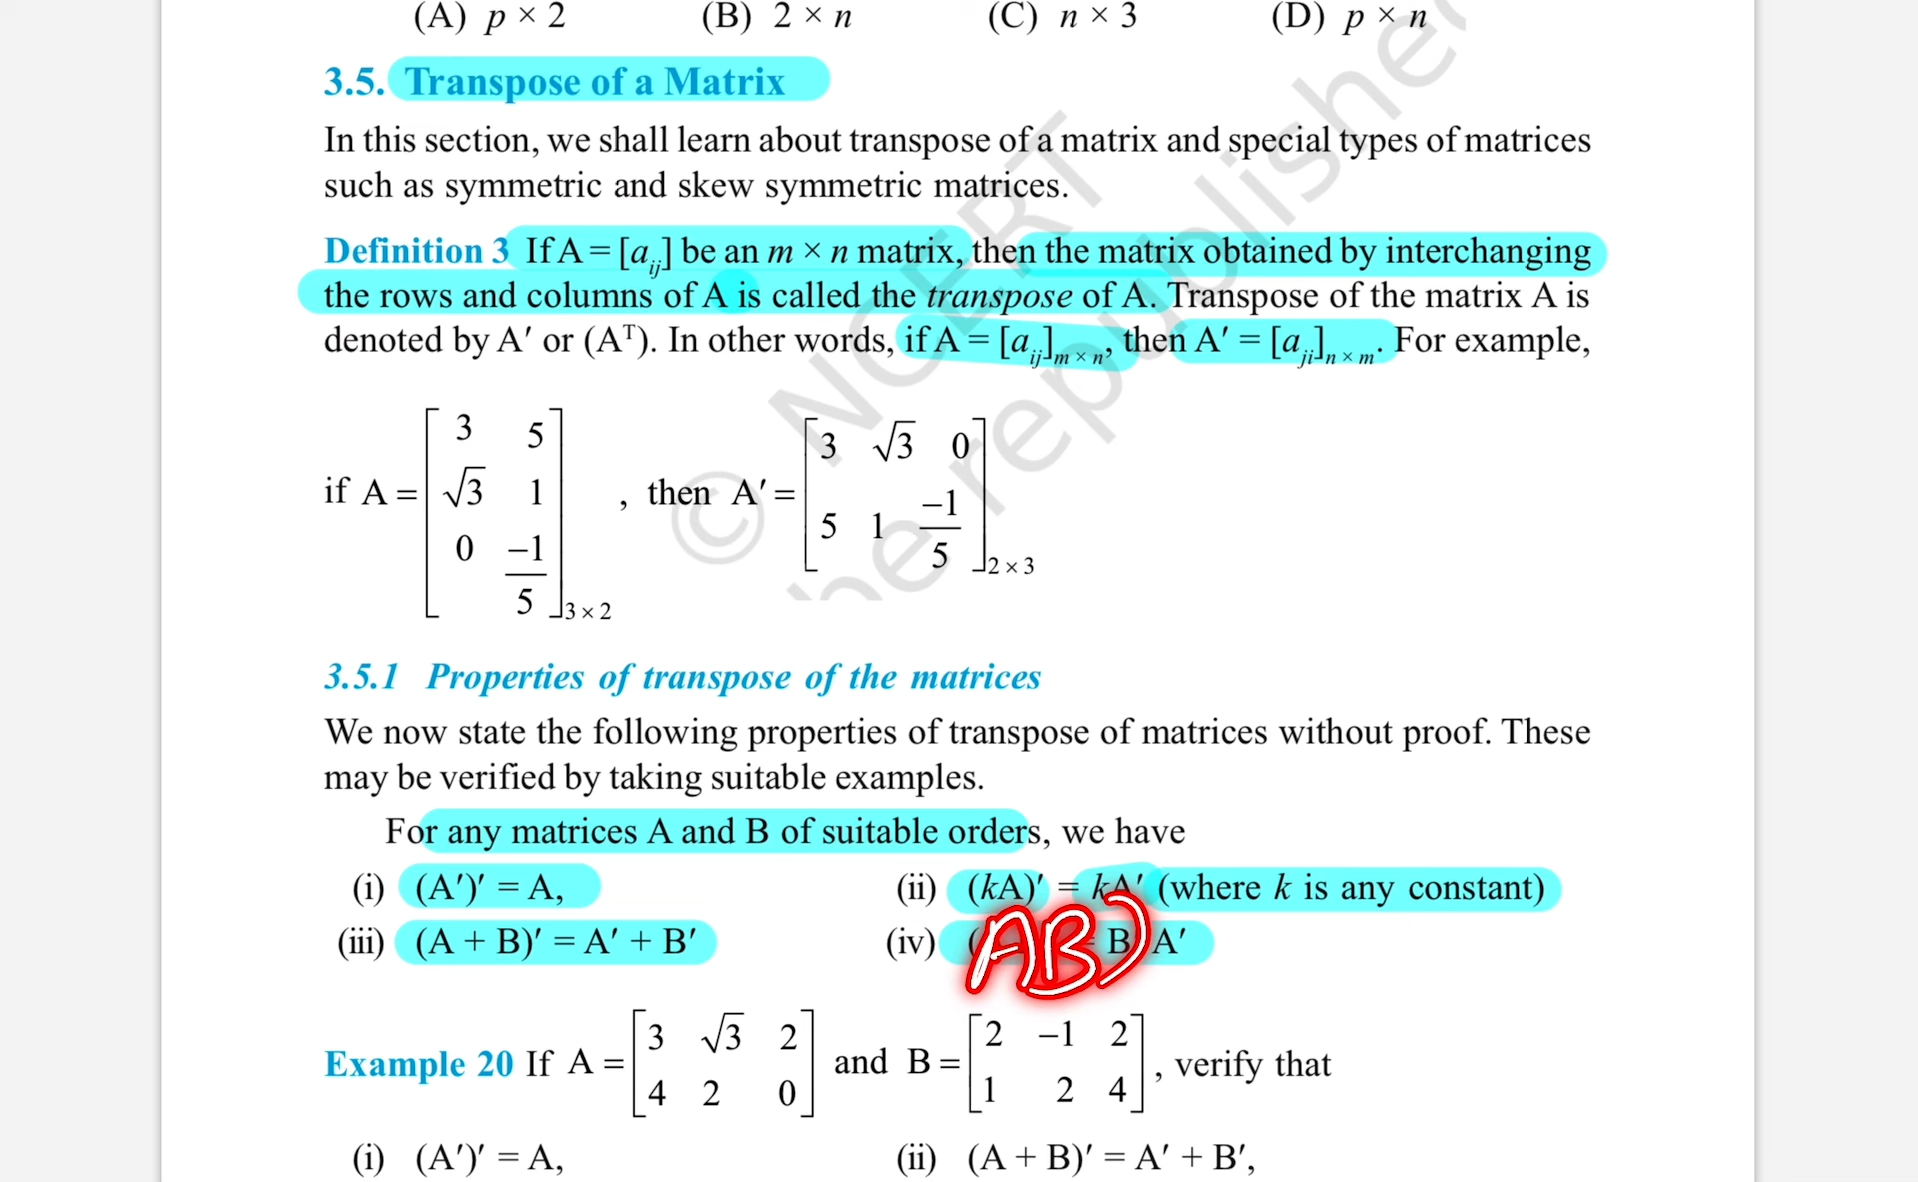 (A) p × 2 (B) 2 × n (C) n × 3 (D) p × n
3.5. Transpose of a Matrix
In this section, we shall learn about transpose of a matrix and special types of matrices
such as symmetric and skew symmetric matrices.
Definition 3 If A = [aij] be an m × n matrix, then the matrix obtained by interchanging
the rows and columns of A is called the transpose of A. Transpose of the matrix A is
denoted by A′ or (Aᵀ). In other words, if A = [aij]m × n, then A′ = [aji]n × m. For example,
if A = [3 5; √3 1; 0 −1/5]3 × 2, then A′ = [3 √3 0; 5 1 −1/5]2 × 3
© NCERT
he republishe
3.5.1 Properties of transpose of the matrices
We now state the following properties of transpose of matrices without proof. These
may be verified by taking suitable examples.
For any matrices A and B of suitable orders, we have
(i) (A′)′ = A, (ii) (kA)′ = kA′ (where k is any constant)
(iii) (A + B)′ = A′ + B′ (iv) ( B A′
AB)
Example 20 If A = [3 √3 2; 4 2 0] and B = [2 −1 2; 1 2 4], verify that
(i) (A′)′ = A, (ii) (A + B)′ = A′ + B′,